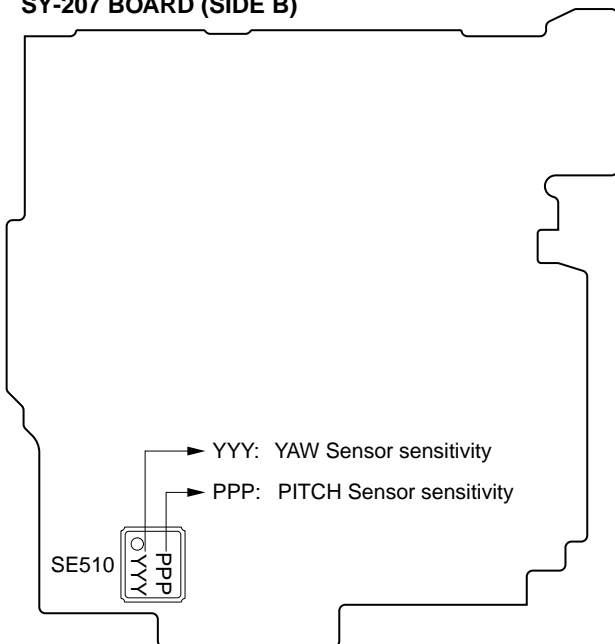 SY-207 BOARD (SIDE B)
YYY: YAW Sensor sensitivity
PPP: PITCH Sensor sensitivity
SE510
PPP
YYY